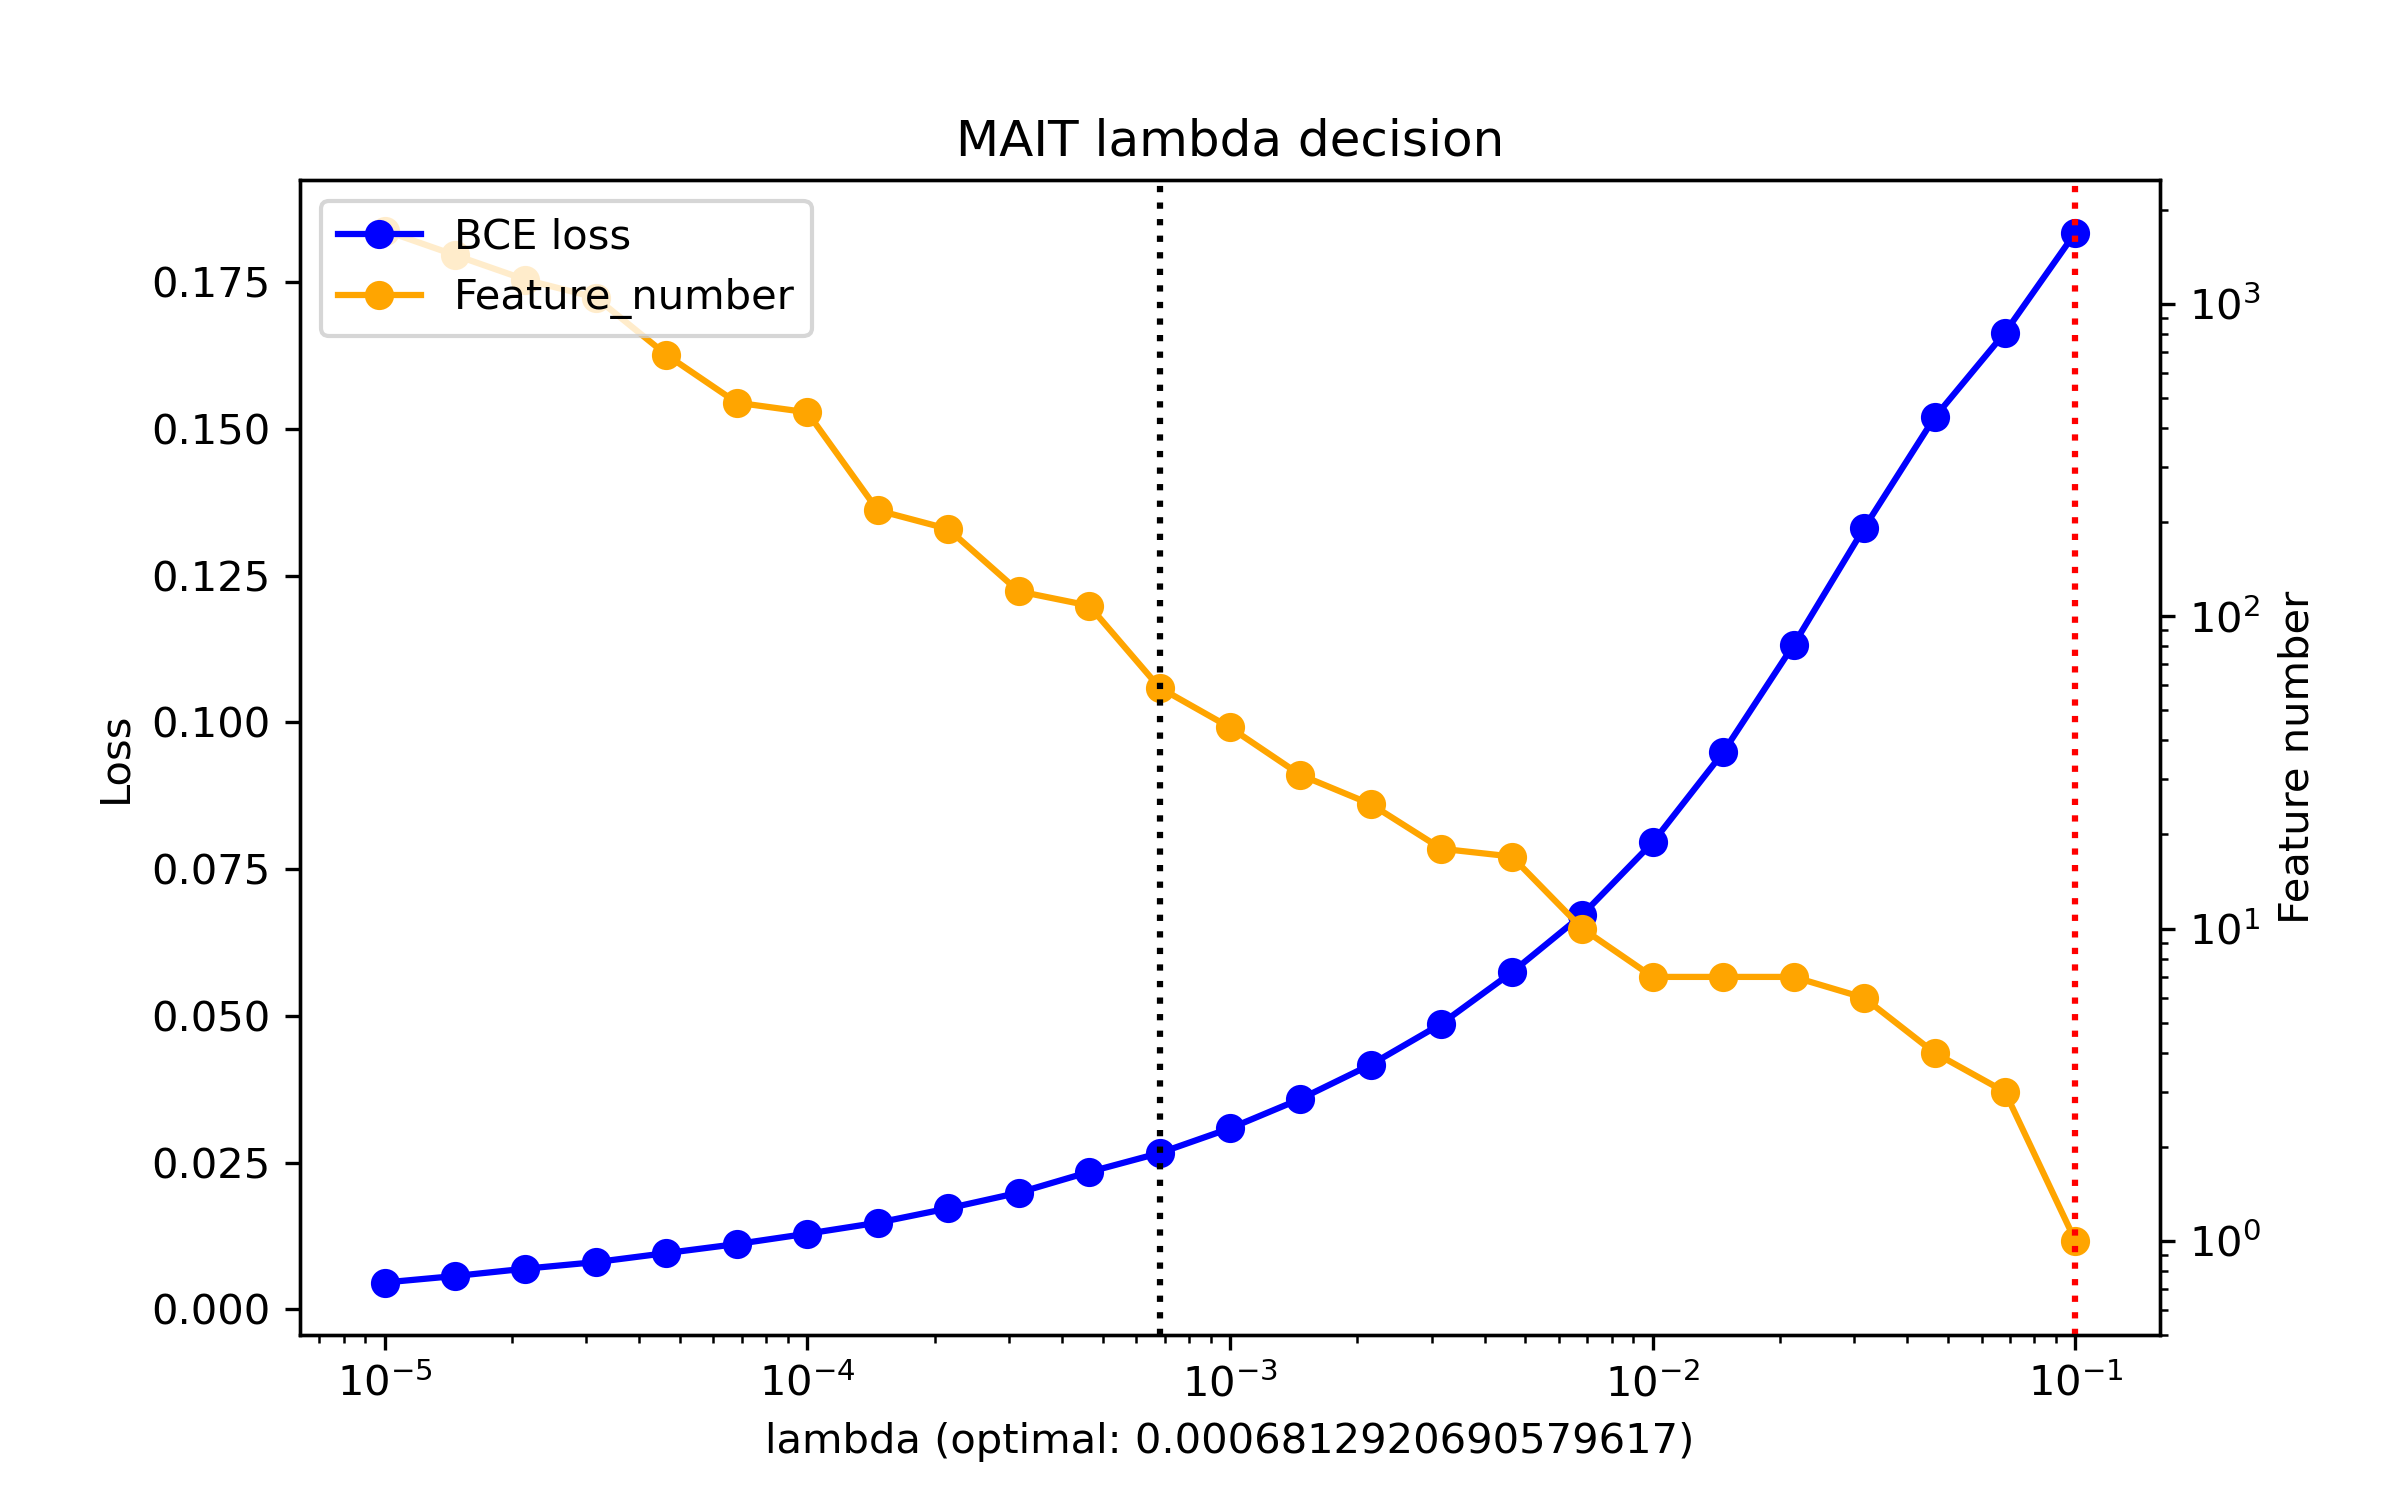 MAIT lambda decision
BCE loss
Feature_number
0.175
0.150
0.125
0.100
0.075
0.050
0.025
0.000
Loss
10³
10²
10¹
10⁰
Feature number
10⁻⁵ 10⁻⁴ 10⁻³ 10⁻² 10⁻¹
lambda (optimal: 0.0006812920690579617)